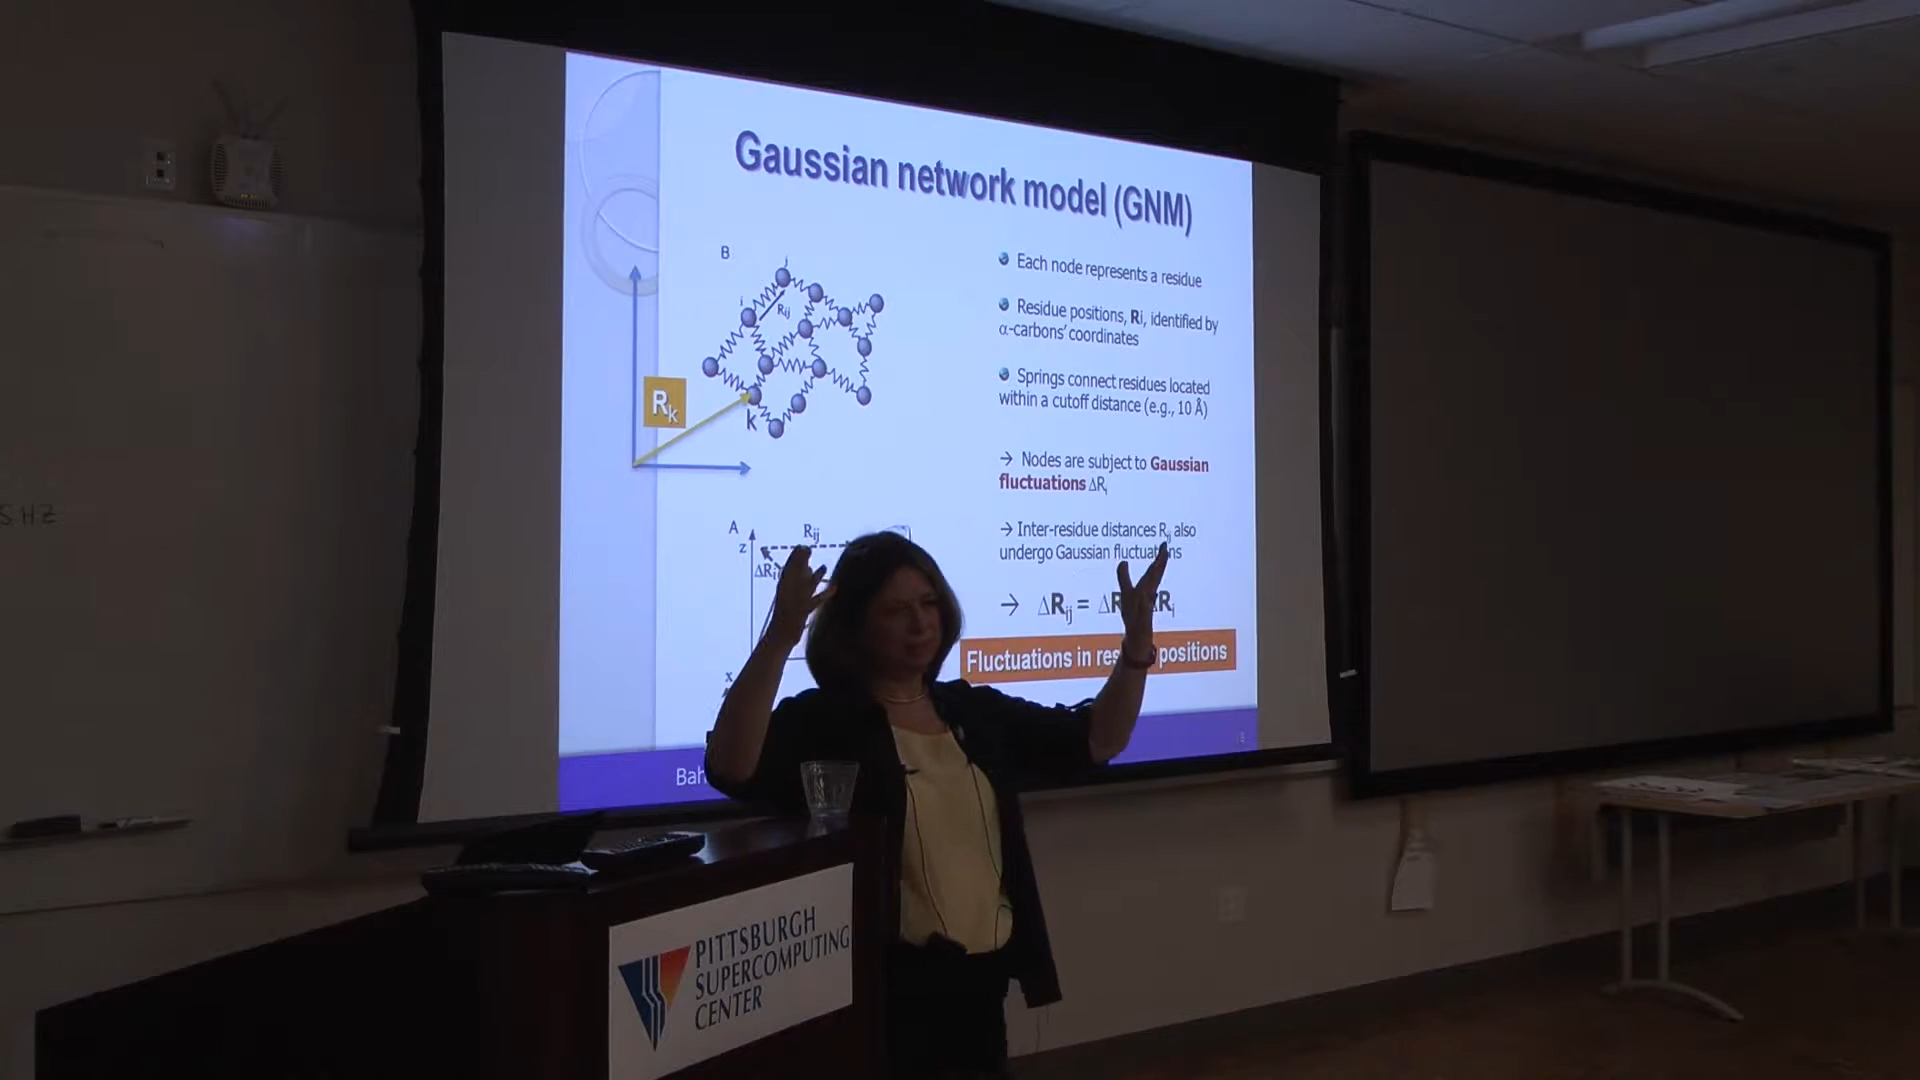 Gaussian network model (GNM)
B
j
i
Rij
Rk
k
Each node represents a residue
Residue positions, Ri, identified by
α-carbons' coordinates
Springs connect residues located
within a cutoff distance (e.g., 10 Å)
→ Nodes are subject to Gaussian
fluctuations ΔRi
→ Inter-residue distances Rij also
undergo Gaussian
→ ΔRij =
Fluctuations in positions
A
z
Rij
ΔRi
x
PITTSBURGH
SUPERCOMPUTING
CENTER